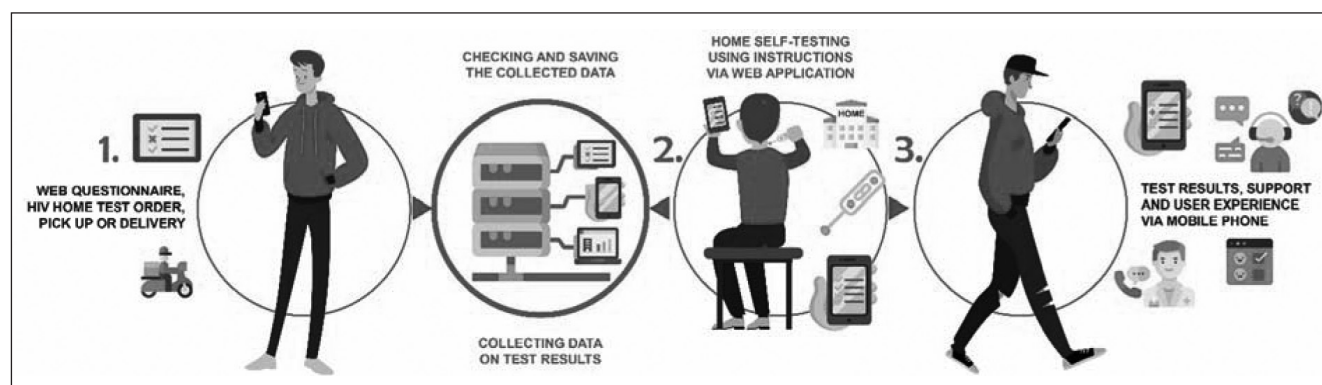 1.
WEB QUESTIONNAIRE,
HIV HOME TEST ORDER,
PICK UP OR DELIVERY
CHECKING AND SAVING
THE COLLECTED DATA
COLLECTING DATA
ON TEST RESULTS
HOME SELF-TESTING
USING INSTRUCTIONS
VIA WEB APPLICATION
2.
HOME
3.
TEST RESULTS, SUPPORT
AND USER EXPERIENCE
VIA MOBILE PHONE